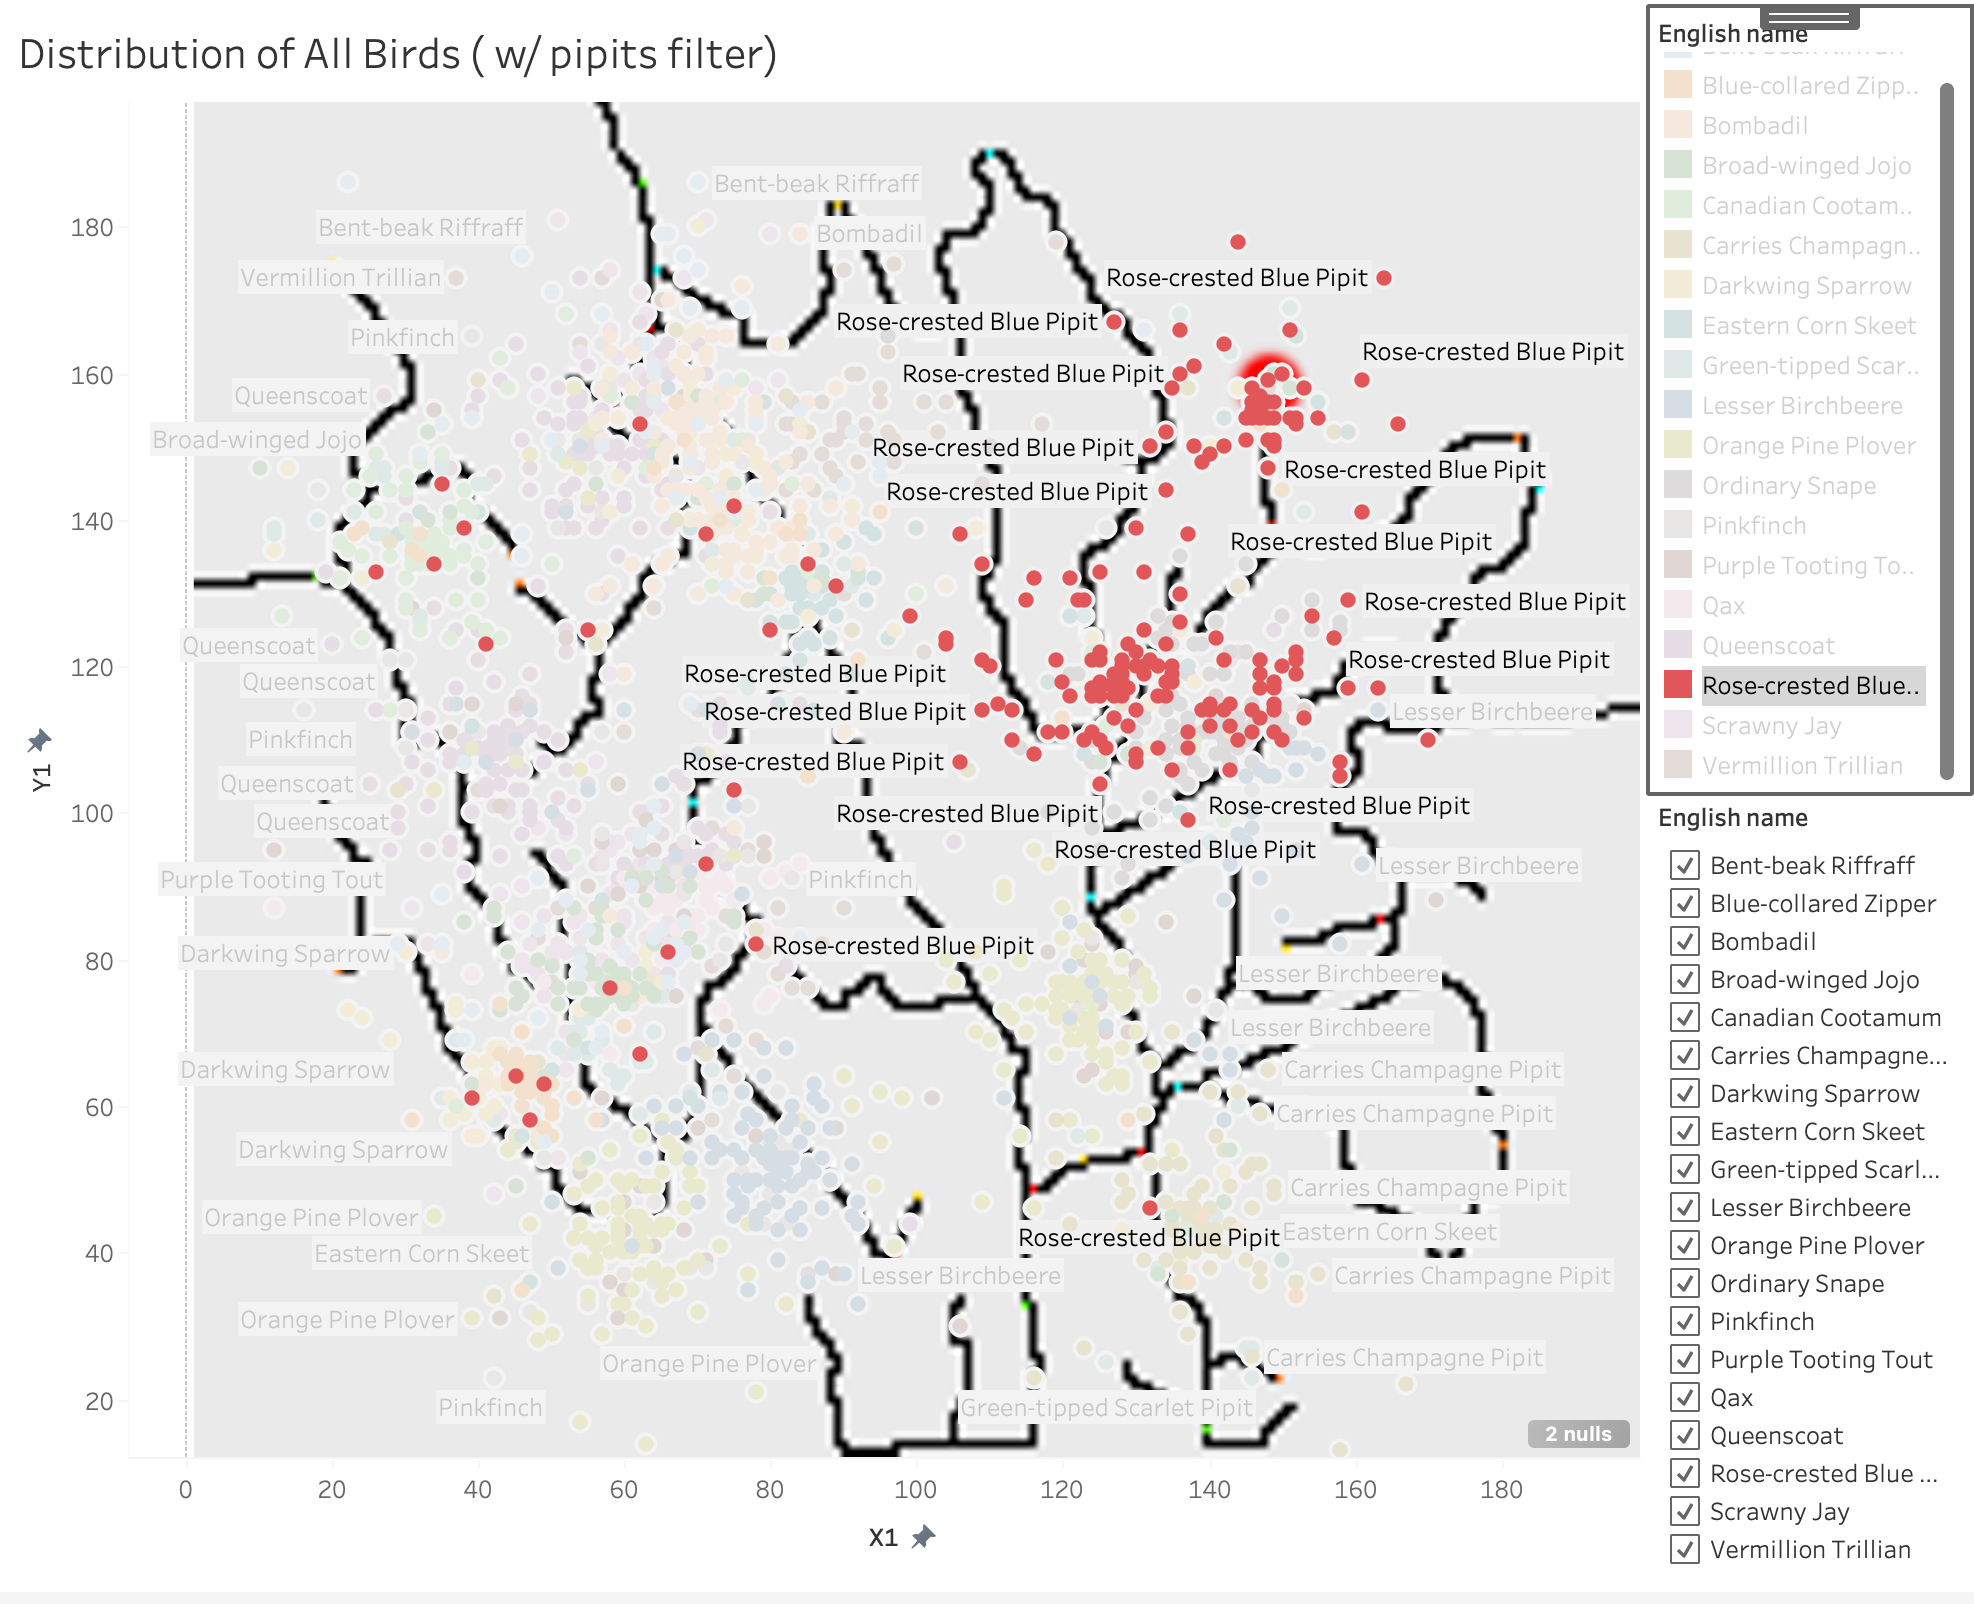 Distribution of All Birds ( w/ pipits filter)
Bent-beak Riffraff
Bent-beak Riffraff
Bombadil
Vermillion Trillian
Rose-crested Blue Pipit
Rose-crested Blue Pipit
Pinkfinch
Rose-crested Blue Pipit
Rose-crested Blue Pipit
Queenscoat
Broad-winged Jojo
Rose-crested Blue Pipit
Rose-crested Blue Pipit
Rose-crested Blue Pipit
Rose-crested Blue Pipit
Rose-crested Blue Pipit
Queenscoat
Rose-crested Blue Pipit
Rose-crested Blue Pipit
Queenscoat
Rose-crested Blue Pipit
Lesser Birchbeere
Pinkfinch
Rose-crested Blue Pipit
Queenscoat
Rose-crested Blue Pipit
Rose-crested Blue Pipit
Queenscoat
Rose-crested Blue Pipit
Lesser Birchbeere
Purple Tooting Tout
Pinkfinch
Rose-crested Blue Pipit
Darkwing Sparrow
Lesser Birchbeere
Lesser Birchbeere
Darkwing Sparrow
Carries Champagne Pipit
Carries Champagne Pipit
Darkwing Sparrow
Carries Champagne Pipit
Orange Pine Plover
Rose-crested Blue Pipit
Eastern Corn Skeet
Eastern Corn Skeet
Lesser Birchbeere
Carries Champagne Pipit
Orange Pine Plover
Orange Pine Plover
Carries Champagne Pipit
Pinkfinch
Green-tipped Scarlet Pipit
2 nulls
180
160
140
120
100
80
60
40
20
Y1
0 20 40 60 80 100 120 140 160 180
X1
English name
Bent-beak Riffraff
Blue-collared Zipp..
Bombadil
Broad-winged Jojo
Canadian Cootam..
Carries Champagn..
Darkwing Sparrow
Eastern Corn Skeet
Green-tipped Scar..
Lesser Birchbeere
Orange Pine Plover
Ordinary Snape
Pinkfinch
Purple Tooting To..
Qax
Queenscoat
Rose-crested Blue..
Scrawny Jay
Vermillion Trillian
English name
Bent-beak Riffraff
Blue-collared Zipper
Bombadil
Broad-winged Jojo
Canadian Cootamum
Carries Champagne...
Darkwing Sparrow
Eastern Corn Skeet
Green-tipped Scarl...
Lesser Birchbeere
Orange Pine Plover
Ordinary Snape
Pinkfinch
Purple Tooting Tout
Qax
Queenscoat
Rose-crested Blue ...
Scrawny Jay
Vermillion Trillian